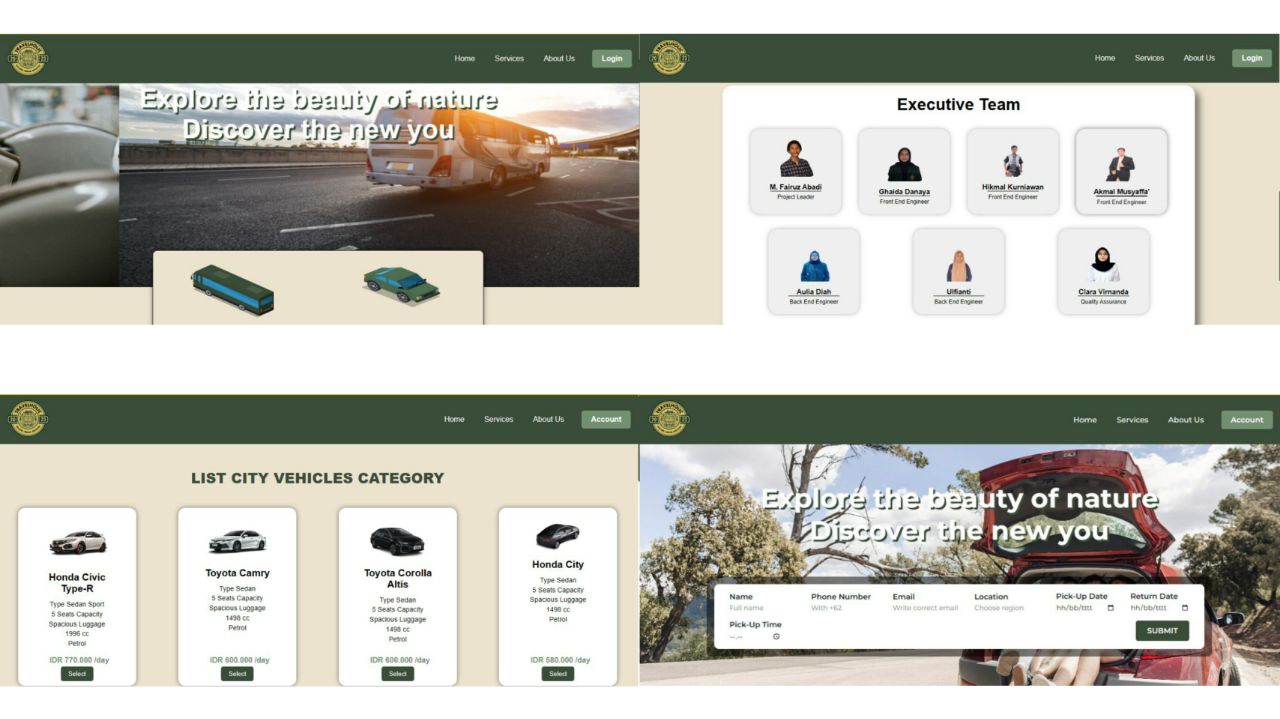 Home Services About Us Login
Explore the beauty of nature
Discover the new you
Home Services About Us Login
Executive Team
M. Fairuz Abadi
Project Leader
Ghaida Danaya
Front End Engineer
Hikmal Kurniawan
Front End Engineer
Akmal Musyaffa'
Front End Engineer
Aulia Diah
Back End Engineer
Ulfianti
Back End Engineer
Clara Virnanda
Quality Assurance
Home Services About Us Account
LIST CITY VEHICLES CATEGORY
Honda Civic
Type-R
Type Sedan Sport
5 Seats Capacity
Spacious Luggage
1996 cc
Petrol
IDR 770.000 /day
Select
Toyota Camry
Type Sedan
5 Seats Capacity
Spacious Luggage
1498 cc
Petrol
IDR 600.000 /day
Select
Toyota Corolla
Altis
Type Sedan
5 Seats Capacity
Spacious Luggage
1498 cc
Petrol
IDR 600.000 /day
Select
Honda City
Type Sedan
5 Seats Capacity
Spacious Luggage
1498 cc
Petrol
IDR 580.000 /day
Select
Home Services About Us Account
Explore the beauty of nature
Discover the new you
Name Phone Number Email Location Pick-Up Date Return Date
Full name With +62 Write correct email Choose region hh/bb/tttt hh/bb/tttt
Pick-Up Time
--.--
SUBMIT